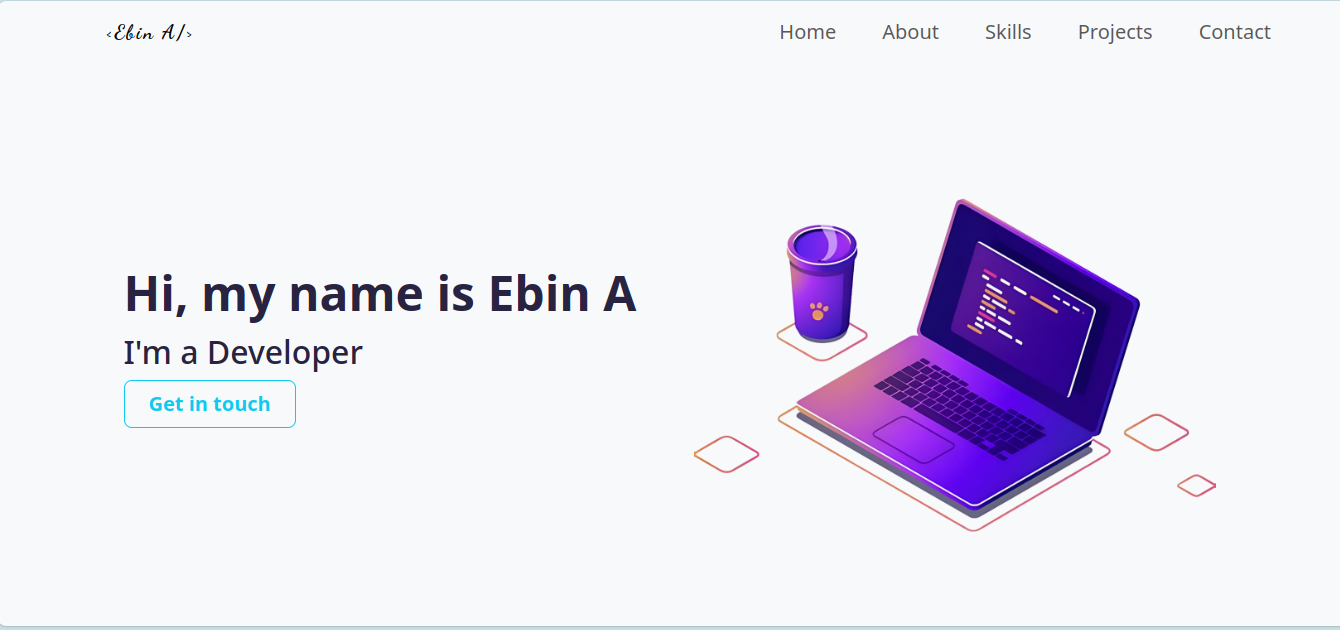 <Ebin A/>
Home About Skills Projects Contact
Hi, my name is Ebin A
I'm a Developer
Get in touch